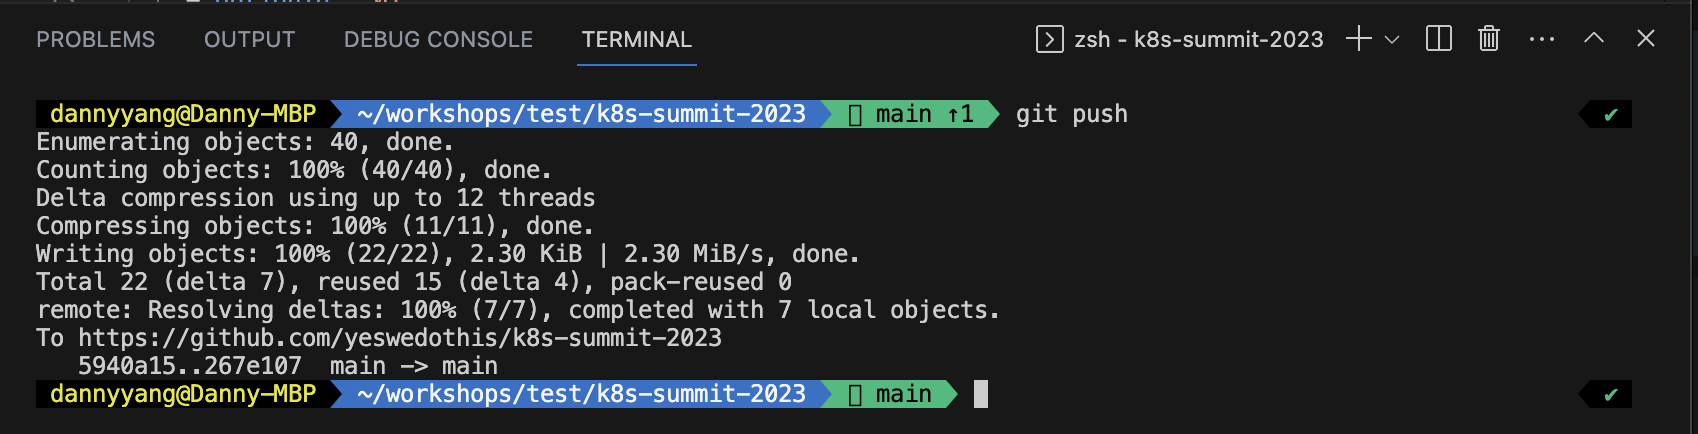 PROBLEMS OUTPUT DEBUG CONSOLE TERMINAL zsh - k8s-summit-2023
dannyyang@Danny-MBP ~/workshops/test/k8s-summit-2023 main ↑1 git push ✔
Enumerating objects: 40, done.
Counting objects: 100% (40/40), done.
Delta compression using up to 12 threads
Compressing objects: 100% (11/11), done.
Writing objects: 100% (22/22), 2.30 KiB | 2.30 MiB/s, done.
Total 22 (delta 7), reused 15 (delta 4), pack-reused 0
remote: Resolving deltas: 100% (7/7), completed with 7 local objects.
To https://github.com/yeswedothis/k8s-summit-2023
5940a15..267e107 main -> main
dannyyang@Danny-MBP ~/workshops/test/k8s-summit-2023 main ✔